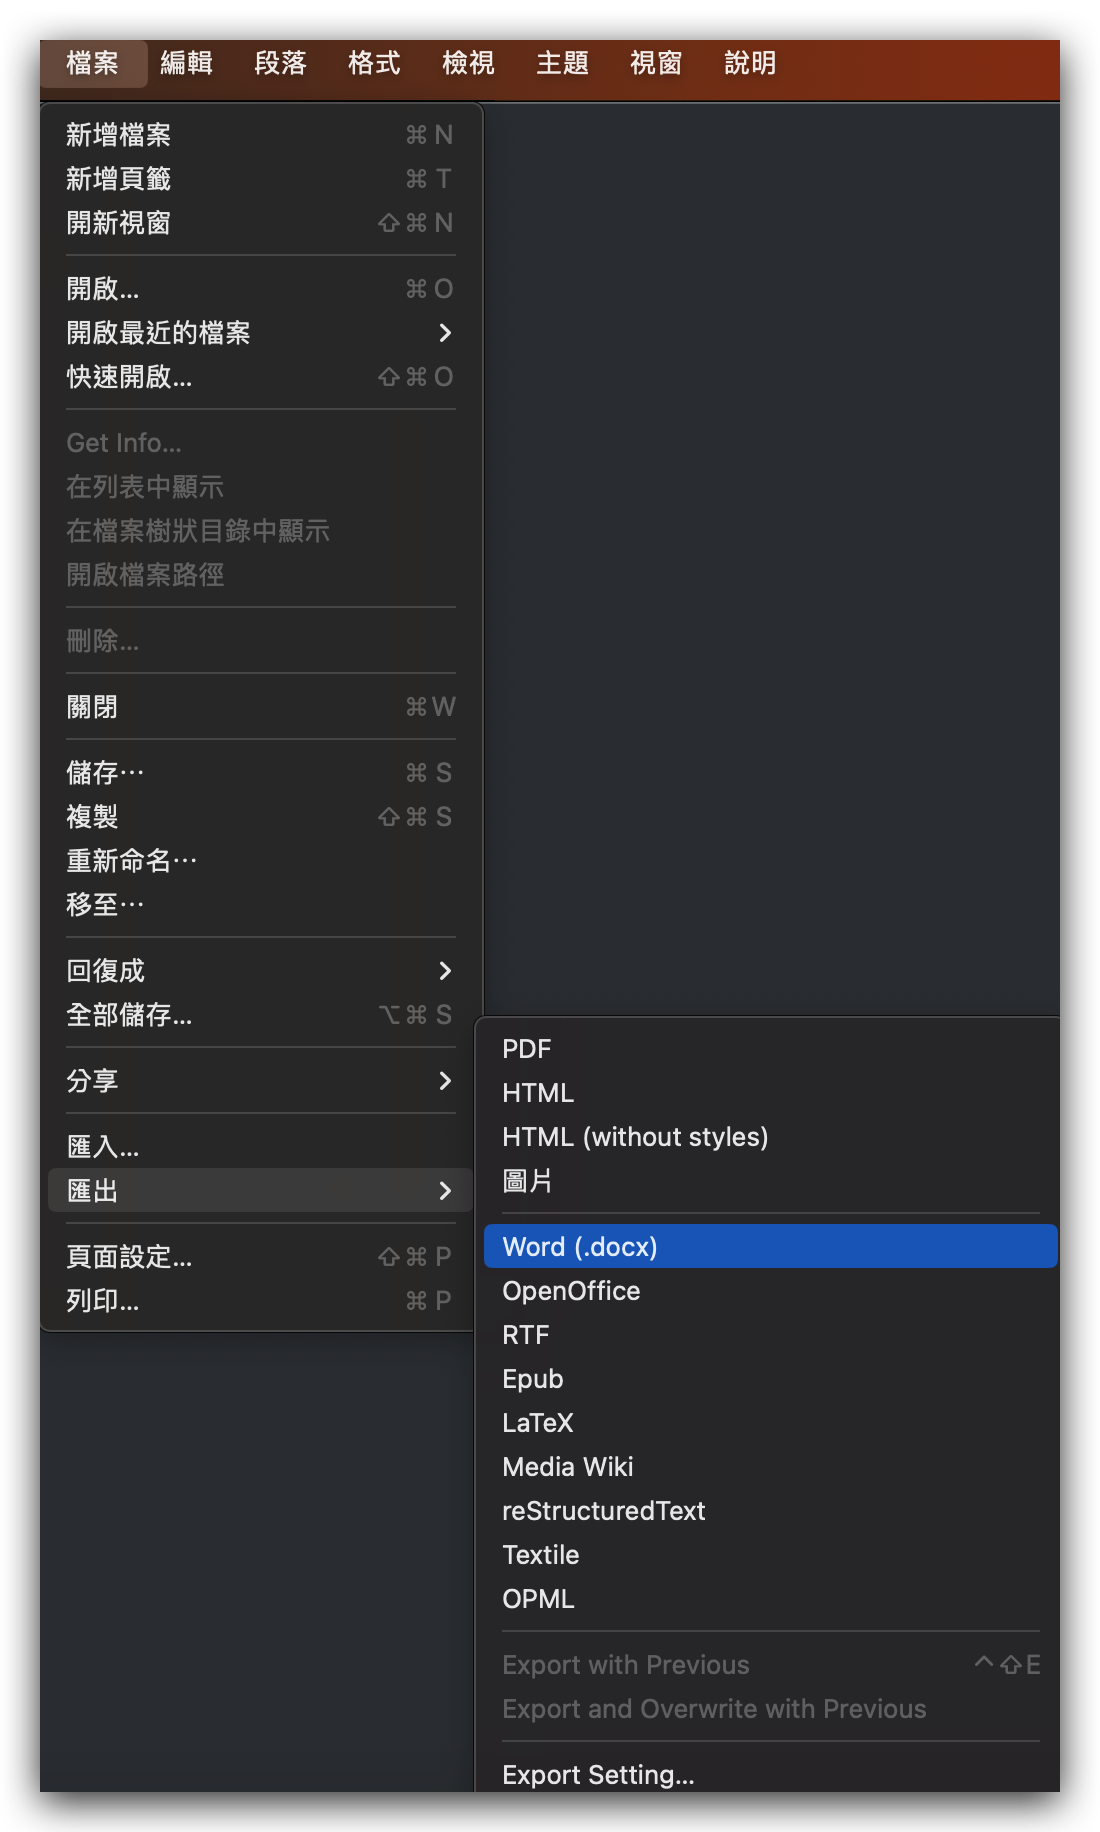 檔案 編輯 段落 格式 檢視 主題 視窗 說明
新增檔案 ⌘ N
新增頁籤 ⌘ T
開新視窗 ⇧ ⌘ N
開啟... ⌘ O
開啟最近的檔案
快速開啟... ⇧ ⌘ O
Get Info...
在列表中顯示
在檔案樹狀目錄中顯示
開啟檔案路徑
刪除...
關閉 ⌘ W
儲存⋯ ⌘ S
複製 ⇧ ⌘ S
重新命名⋯
移至⋯
回復成
全部儲存... ⌥ ⌘ S
分享
匯入...
匯出
頁面設定... ⇧ ⌘ P
列印... ⌘ P
PDF
HTML
HTML (without styles)
圖片
Word (.docx)
OpenOffice
RTF
Epub
LaTeX
Media Wiki
reStructuredText
Textile
OPML
Export with Previous ^ ⇧ E
Export and Overwrite with Previous
Export Setting...